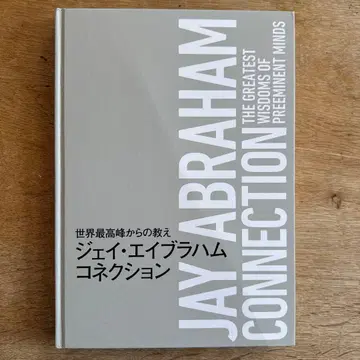 JAY ABRAHAM
CONNECTION
THE GREATEST
WISDOMS OF
PREEMINENT MINDS
世界最高峰からの教え
ジェイ・エイブラハム
コネクション